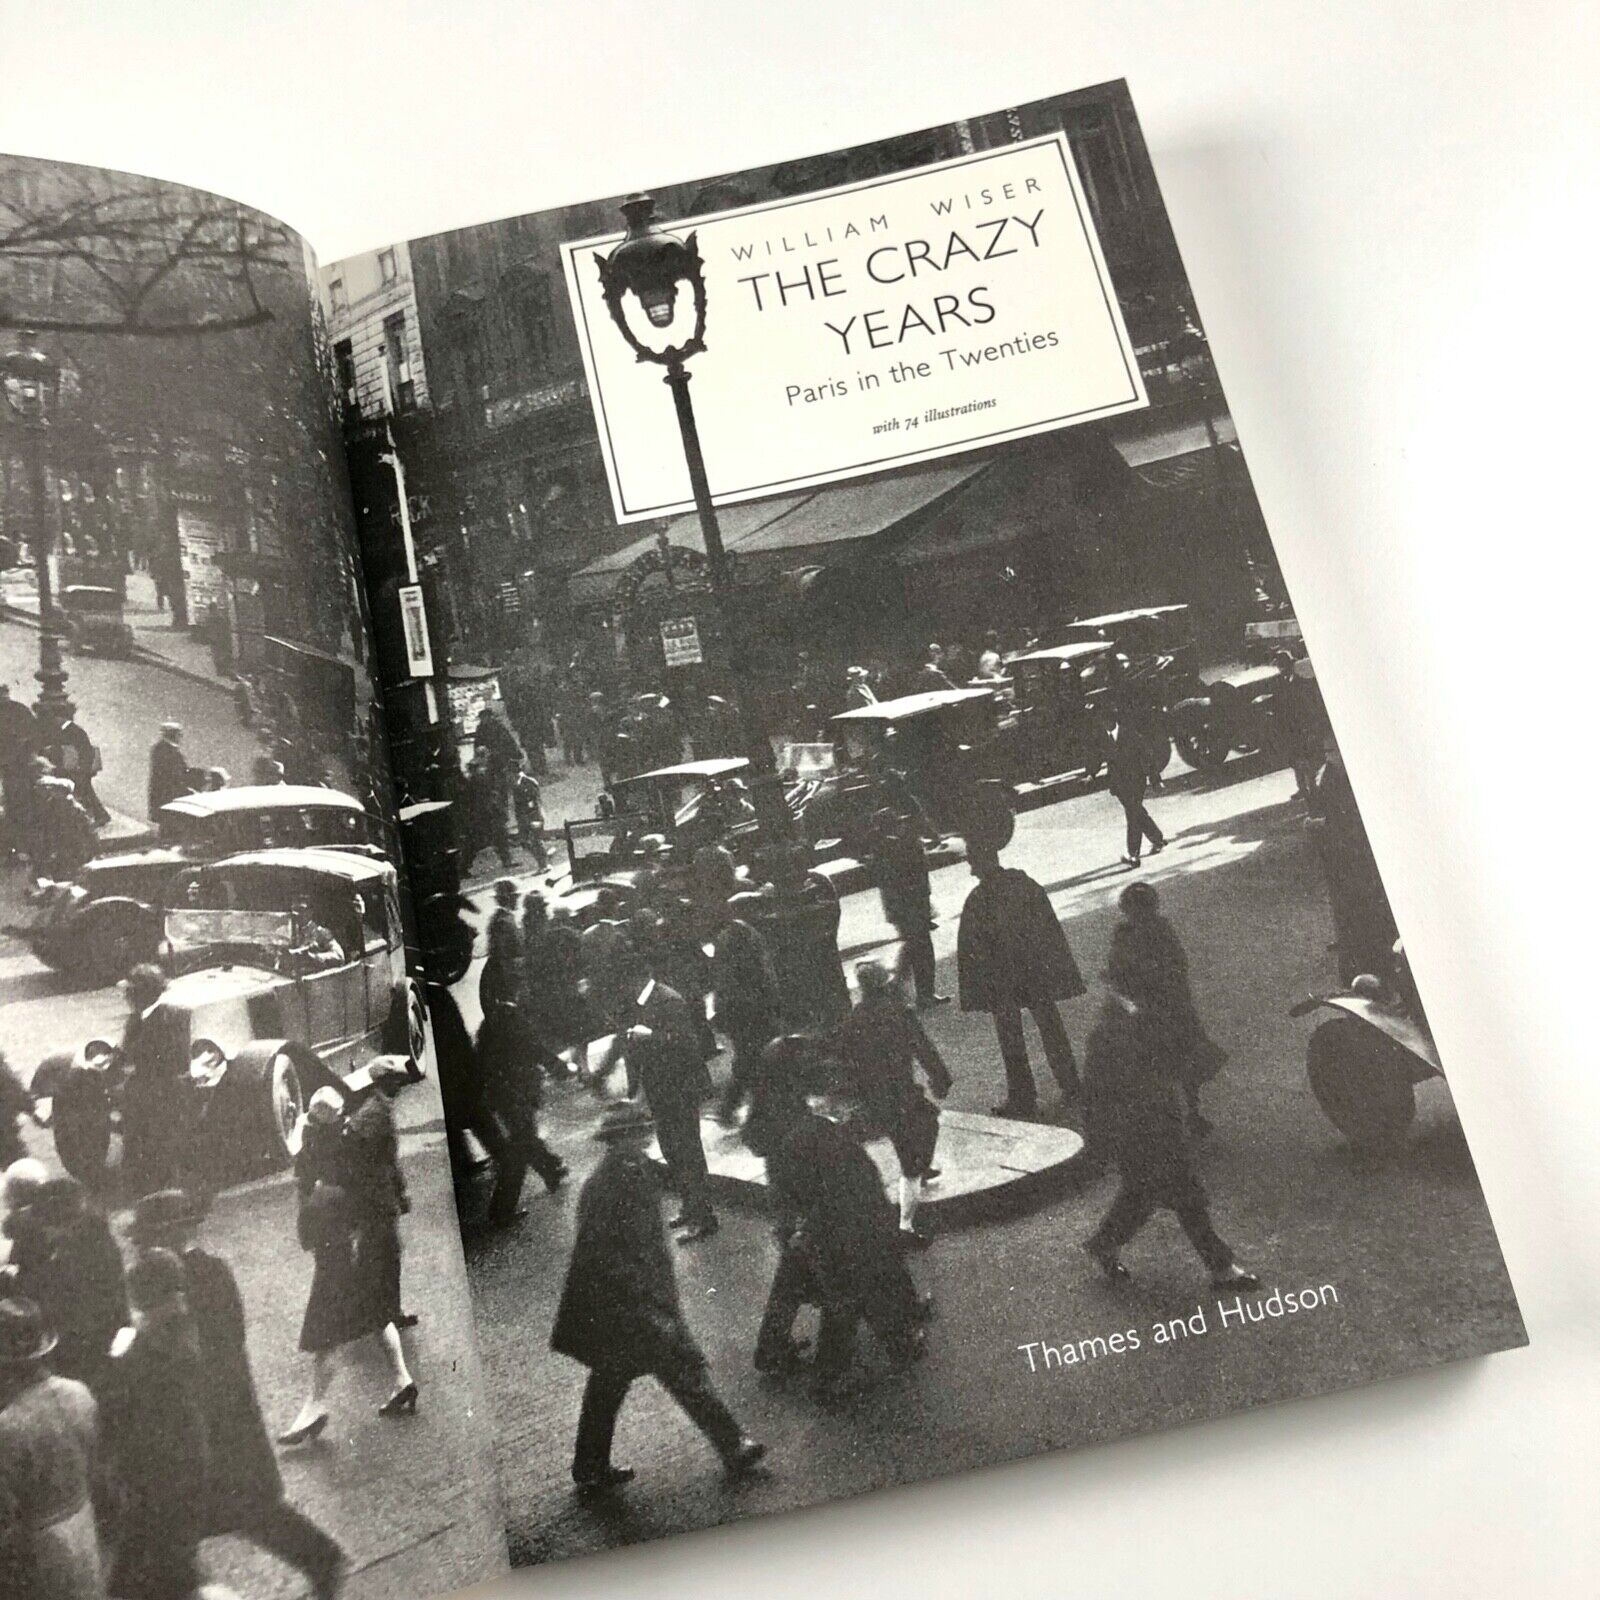 WILLIAM WISER
THE CRAZY
YEARS
Paris in the Twenties
with 74 illustrations
Thames and Hudson